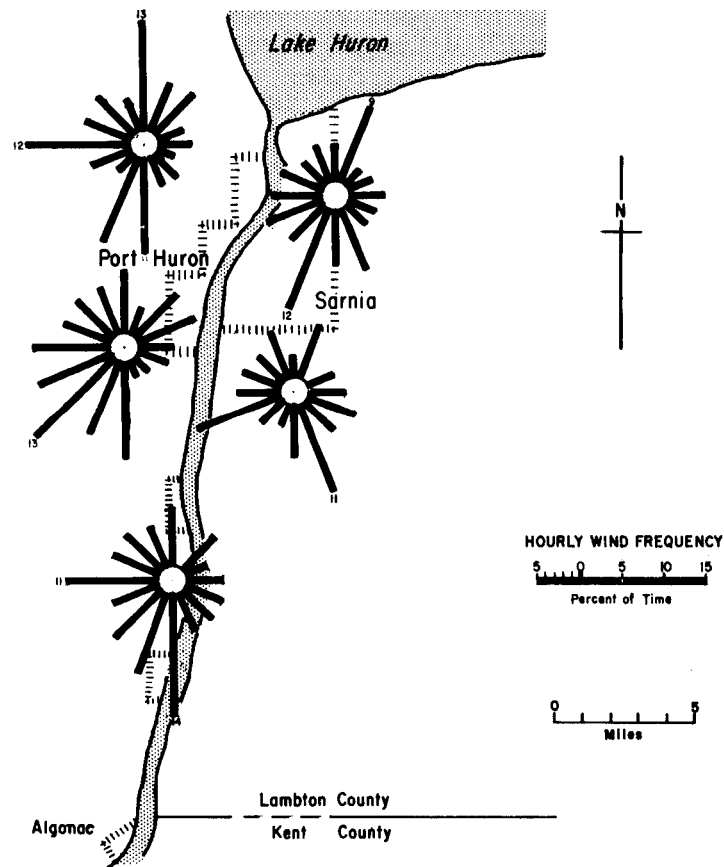 13
Lake Huron
12
9
N
11
Port Huron
12
Sarnia
13
11
HOURLY WIND FREQUENCY
5 0 5 10 15
Percent of Time
11
14
0 5
Miles
Lambton County
Algonac
Kent County